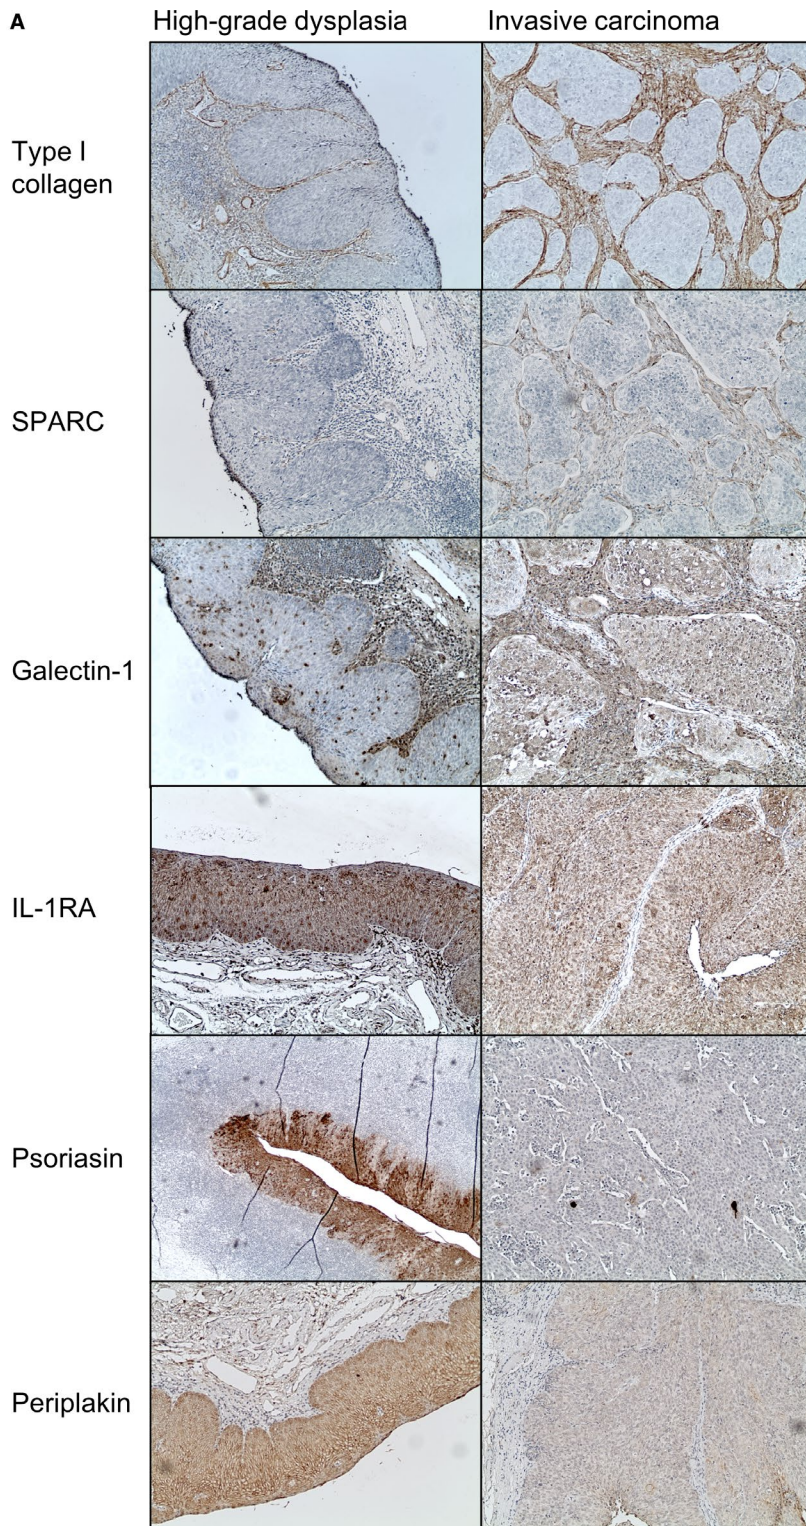 A
High-grade dysplasia Invasive carcinoma
Type I
collagen
SPARC
Galectin-1
IL-1RA
Psoriasin
Periplakin